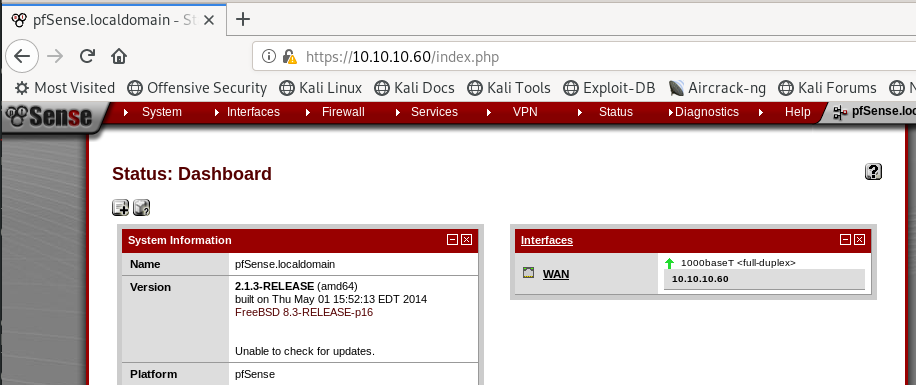 pfSense.localdomain - St
https://10.10.10.60/index.php
Most Visited Offensive Security Kali Linux Kali Docs Kali Tools Exploit-DB Aircrack-ng Kali Forums
Sense System Interfaces Firewall Services VPN Status Diagnostics Help pfSense.loc
Status: Dashboard
System Information
Name pfSense.localdomain
Version 2.1.3-RELEASE (amd64)
built on Thu May 01 15:52:13 EDT 2014
FreeBSD 8.3-RELEASE-p16
Unable to check for updates.
Platform pfSense
Interfaces
WAN 1000baseT <full-duplex>
10.10.10.60